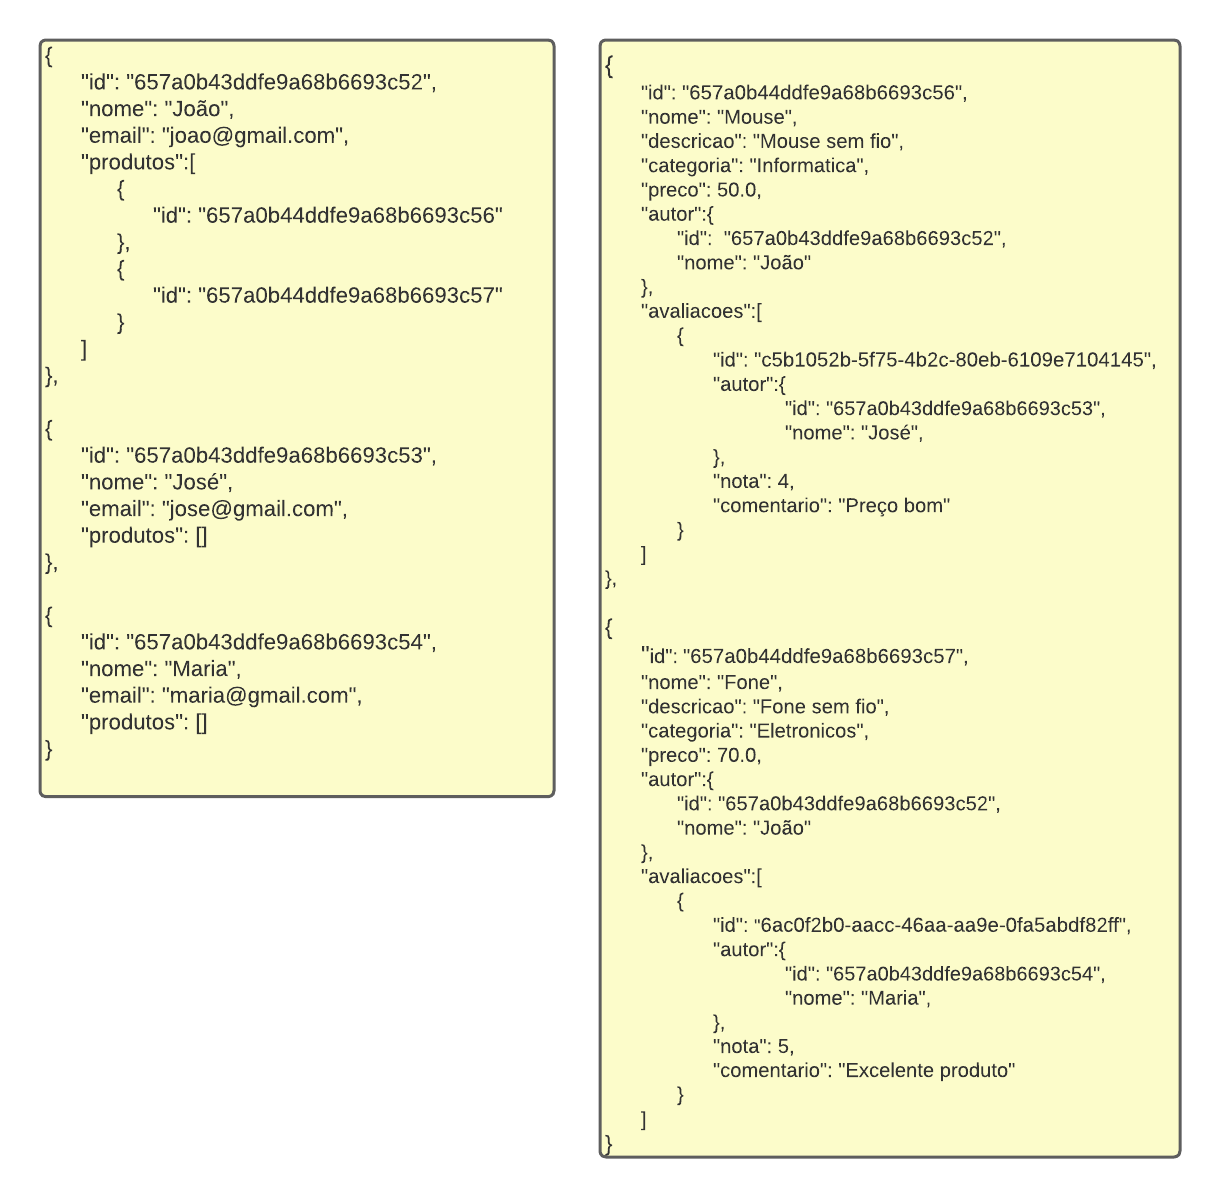 {
"id": "657a0b43ddfe9a68b6693c52",
"nome": "João",
"email": "joao@gmail.com",
"produtos":[
{
"id": "657a0b44ddfe9a68b6693c56"
},
{
"id": "657a0b44ddfe9a68b6693c57"
}
]
},
{
"id": "657a0b43ddfe9a68b6693c53",
"nome": "José",
"email": "jose@gmail.com",
"produtos": []
},
{
"id": "657a0b43ddfe9a68b6693c54",
"nome": "Maria",
"email": "maria@gmail.com",
"produtos": []
}
{
"id": "657a0b44ddfe9a68b6693c56",
"nome": "Mouse",
"descricao": "Mouse sem fio",
"categoria": "Informatica",
"preco": 50.0,
"autor":{
"id":  "657a0b43ddfe9a68b6693c52",
"nome": "João"
},
"avaliacoes":[
{
"id": "c5b1052b-5f75-4b2c-80eb-6109e7104145",
"autor":{
"id": "657a0b43ddfe9a68b6693c53",
"nome": "José",
},
"nota": 4,
"comentario": "Preço bom"
}
]
},
{
"id": "657a0b44ddfe9a68b6693c57",
"nome": "Fone",
"descricao": "Fone sem fio",
"categoria": "Eletronicos",
"preco": 70.0,
"autor":{
"id": "657a0b43ddfe9a68b6693c52",
"nome": "João"
},
"avaliacoes":[
{
"id": "6ac0f2b0-aacc-46aa-aa9e-0fa5abdf82ff",
"autor":{
"id": "657a0b43ddfe9a68b6693c54",
"nome": "Maria",
},
"nota": 5,
"comentario": "Excelente produto"
}
]
}